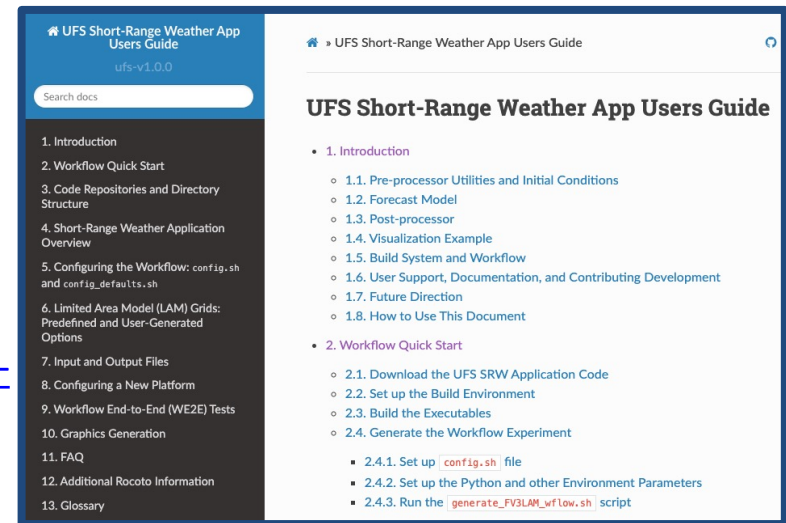 UFS Short-Range Weather App
Users Guide
ufs-v1.0.0
Search docs
1. Introduction
2. Workflow Quick Start
3. Code Repositories and Directory
Structure
4. Short-Range Weather Application
Overview
5. Configuring the Workflow: config.sh
and config_defaults.sh
6. Limited Area Model (LAM) Grids:
Predefined and User-Generated
Options
7. Input and Output Files
8. Configuring a New Platform
9. Workflow End-to-End (WE2E) Tests
10. Graphics Generation
11. FAQ
12. Additional Rocoto Information
13. Glossary
» UFS Short-Range Weather App Users Guide
UFS Short-Range Weather App Users Guide
• 1. Introduction
◦ 1.1. Pre-processor Utilities and Initial Conditions
◦ 1.2. Forecast Model
◦ 1.3. Post-processor
◦ 1.4. Visualization Example
◦ 1.5. Build System and Workflow
◦ 1.6. User Support, Documentation, and Contributing Development
◦ 1.7. Future Direction
◦ 1.8. How to Use This Document
• 2. Workflow Quick Start
◦ 2.1. Download the UFS SRW Application Code
◦ 2.2. Set up the Build Environment
◦ 2.3. Build the Executables
◦ 2.4. Generate the Workflow Experiment
▪ 2.4.1. Set up config.sh file
▪ 2.4.2. Set up the Python and other Environment Parameters
▪ 2.4.3. Run the generate_FV3LAM_wflow.sh script